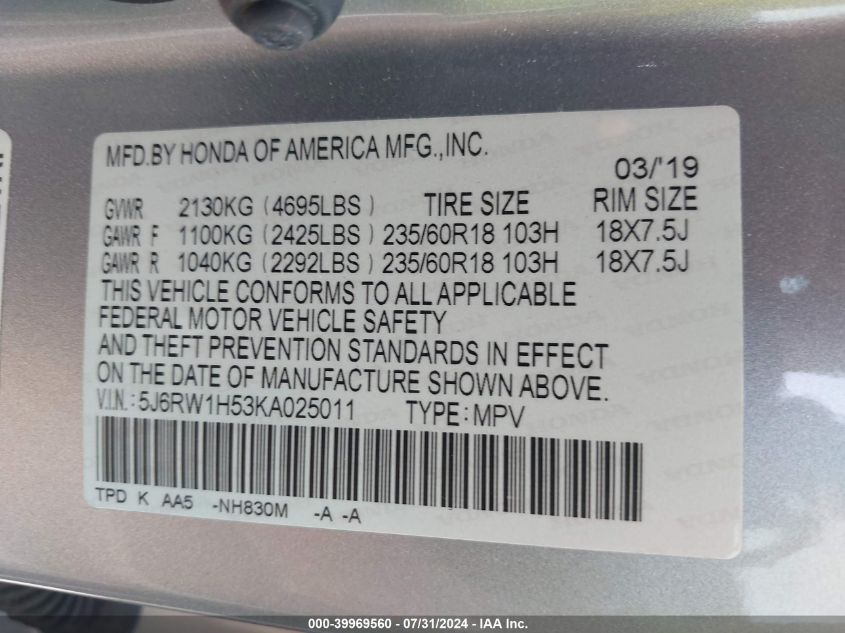 MFD.BY HONDA OF AMERICA MFG.,INC.
03/'19
GVWR 2130KG (4695LBS) TIRE SIZE RIM SIZE
GAWR F 1100KG (2425LBS) 235/60R18 103H 18X7.5J
GAWR R 1040KG (2292LBS) 235/60R18 103H 18X7.5J
THIS VEHICLE CONFORMS TO ALL APPLICABLE
FEDERAL MOTOR VEHICLE SAFETY
AND THEFT PREVENTION STANDARDS IN EFFECT
ON THE DATE OF MANUFACTURE SHOWN ABOVE.
V.I.N.: 5J6RW1H53KA025011 TYPE: MPV
TPD K AA5 -NH830M -A -A
000-39969560 / 07/31/2024 - IAA Inc.